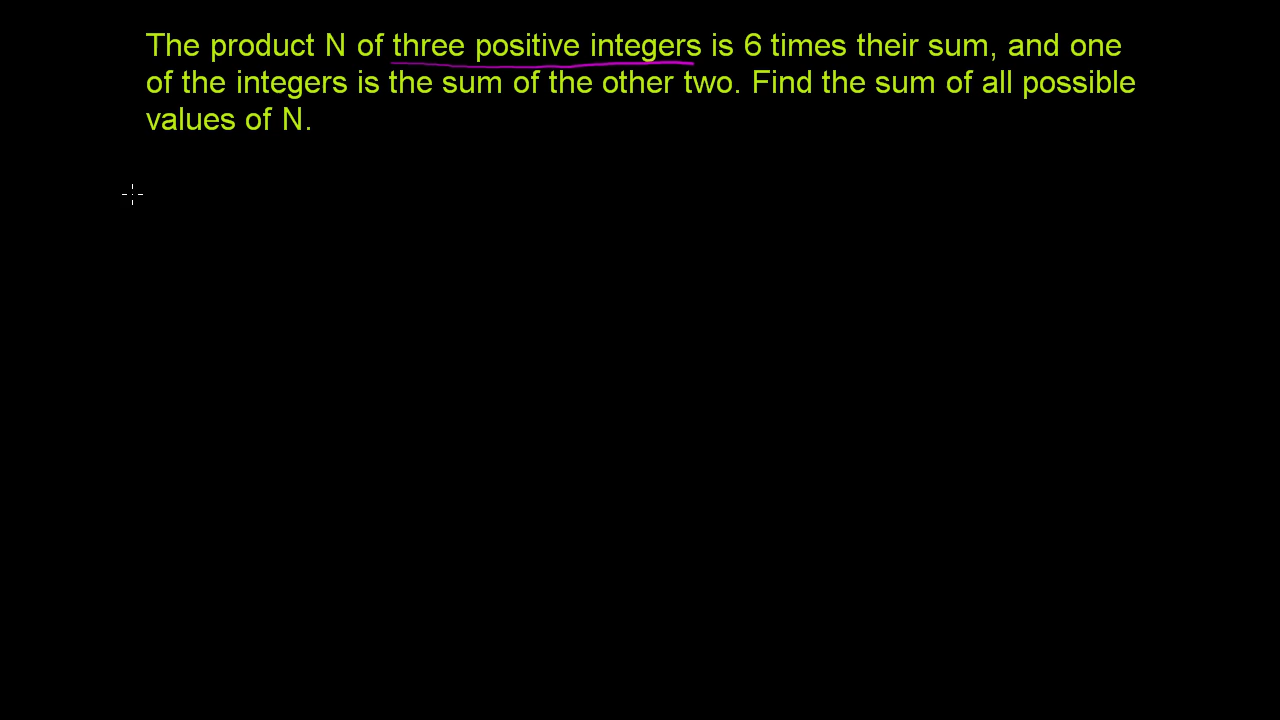 The product N of three positive integers is 6 times their sum, and one
of the integers is the sum of the other two. Find the sum of all possible
values of N.